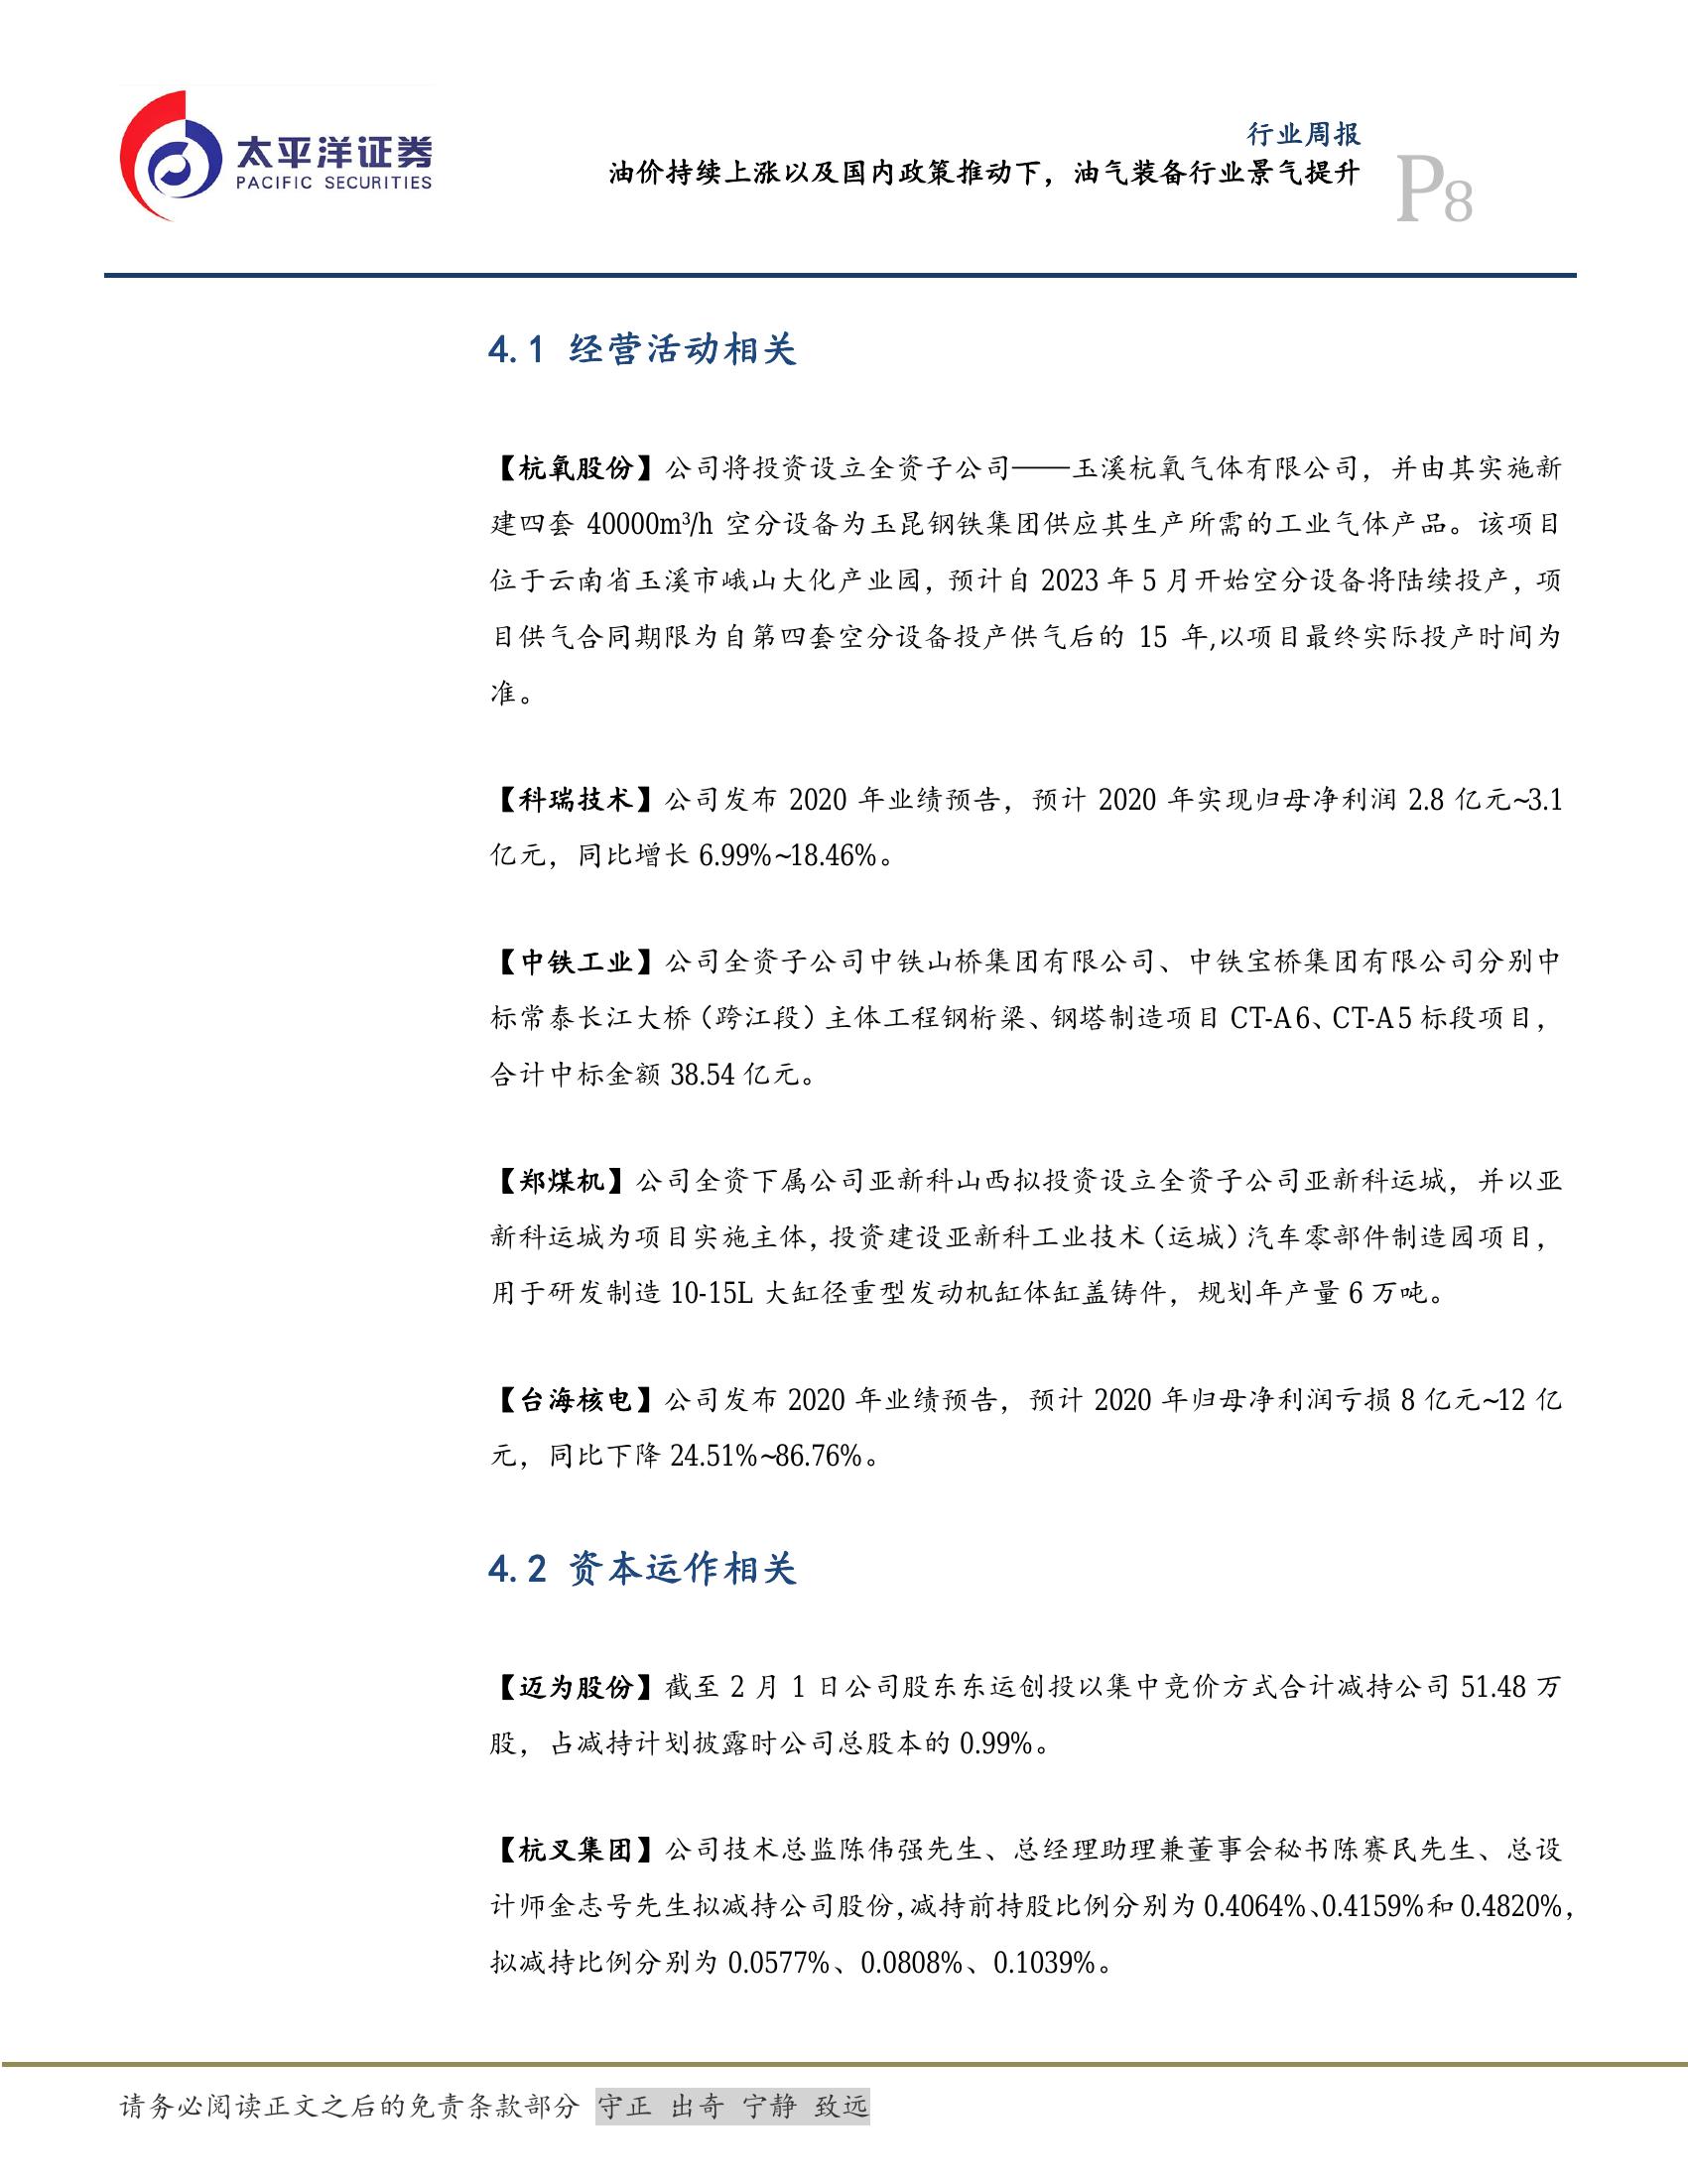 太平洋证券
PACIFIC SECURITIES
行业周报
油价持续上涨以及国内政策推动下，油气装备行业景气提升
P8
4.1 经营活动相关
【杭氧股份】公司将投资设立全资子公司——玉溪杭氧气体有限公司，并由其实施新
建四套 40000m³/h 空分设备为玉昆钢铁集团供应其生产所需的工业气体产品。该项目
位于云南省玉溪市峨山大化产业园，预计自 2023 年 5 月开始空分设备将陆续投产，项
目供气合同期限为自第四套空分设备投产供气后的 15 年,以项目最终实际投产时间为
准。
【科瑞技术】公司发布 2020 年业绩预告，预计 2020 年实现归母净利润 2.8 亿元~3.1
亿元，同比增长 6.99%~18.46%。
【中铁工业】公司全资子公司中铁山桥集团有限公司、中铁宝桥集团有限公司分别中
标常泰长江大桥（跨江段）主体工程钢桁梁、钢塔制造项目 CT-A6、CT-A5 标段项目，
合计中标金额 38.54 亿元。
【郑煤机】公司全资下属公司亚新科山西拟投资设立全资子公司亚新科运城，并以亚
新科运城为项目实施主体，投资建设亚新科工业技术（运城）汽车零部件制造园项目，
用于研发制造 10-15L 大缸径重型发动机缸体缸盖铸件，规划年产量 6 万吨。
【台海核电】公司发布 2020 年业绩预告，预计 2020 年归母净利润亏损 8 亿元~12 亿
元，同比下降 24.51%~86.76%。
4.2 资本运作相关
【迈为股份】截至 2 月 1 日公司股东东运创投以集中竞价方式合计减持公司 51.48 万
股，占减持计划披露时公司总股本的 0.99%。
【杭叉集团】公司技术总监陈伟强先生、总经理助理兼董事会秘书陈赛民先生、总设
计师金志号先生拟减持公司股份，减持前持股比例分别为 0.4064%、0.4159%和 0.4820%，
拟减持比例分别为 0.0577%、0.0808%、0.1039%。
请务必阅读正文之后的免责条款部分 守正 出奇 宁静 致远